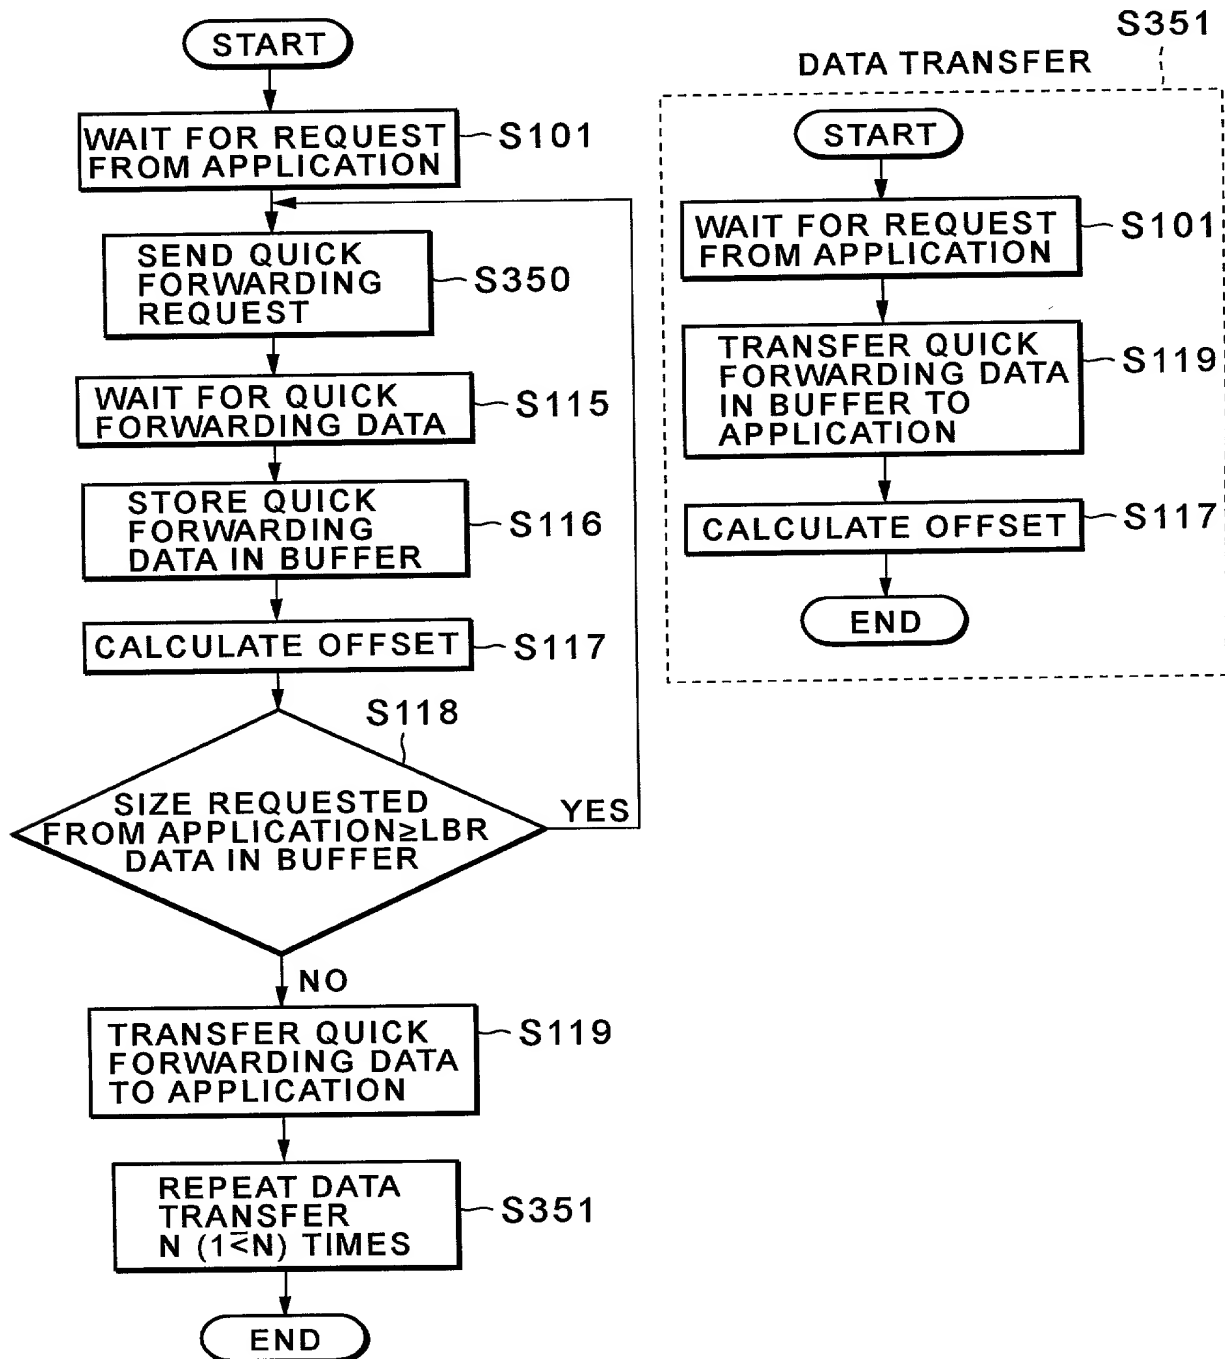 START
WAIT FOR REQUEST
FROM APPLICATION
S101
SEND QUICK
FORWARDING
REQUEST
S350
WAIT FOR QUICK
FORWARDING DATA
S115
STORE QUICK
FORWARDING
DATA IN BUFFER
S116
CALCULATE OFFSET
S117
S118
SIZE REQUESTED
FROM APPLICATION≥LBR
DATA IN BUFFER
YES
NO
TRANSFER QUICK
FORWARDING DATA
TO APPLICATION
S119
REPEAT DATA
TRANSFER
N (1≤N) TIMES
S351
END
S351
DATA TRANSFER
START
WAIT FOR REQUEST
FROM APPLICATION
S101
TRANSFER QUICK
FORWARDING DATA
IN BUFFER TO
APPLICATION
S119
CALCULATE OFFSET
S117
END